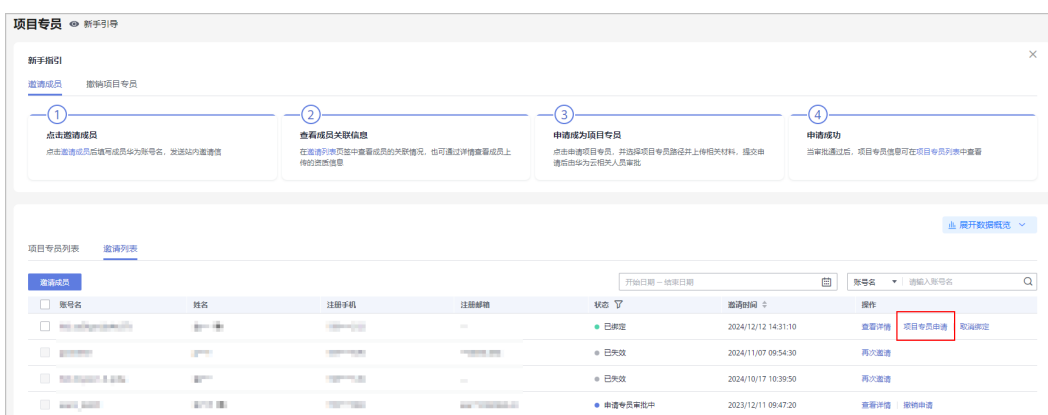 项目专员 新手引导
新手指引
邀请成员 撤销项目专员
1 2 3 4
点击邀请成员 查看成员关联信息 申请成为项目专员 申请成功
点击邀请成员后填写成员华为账号名，发送站内邀请信 在邀请列表页签中查看成员的关联情况，也可通过详情查看成员上 点击申请项目专员，并选择项目专员路径并上传相关材料，提交申 当审批通过后，项目专员信息可在项目专员列表中查看
传的资质信息 请后由华为云相关人员审批
展开数据概览
项目专员列表 邀请列表
邀请成员 开始日期 – 结束日期 账号名 请输入账号名
账号名 姓名 注册手机 注册邮箱 状态 邀请时间 操作
-- 已绑定 2024/12/12 14:31:10 查看详情 项目专员申请 取消绑定
已失效 2024/11/07 09:54:30 再次邀请
-- 已失效 2024/10/17 10:39:50 再次邀请
申请专员审批中 2023/12/11 09:47:20 查看详情 撤销申请